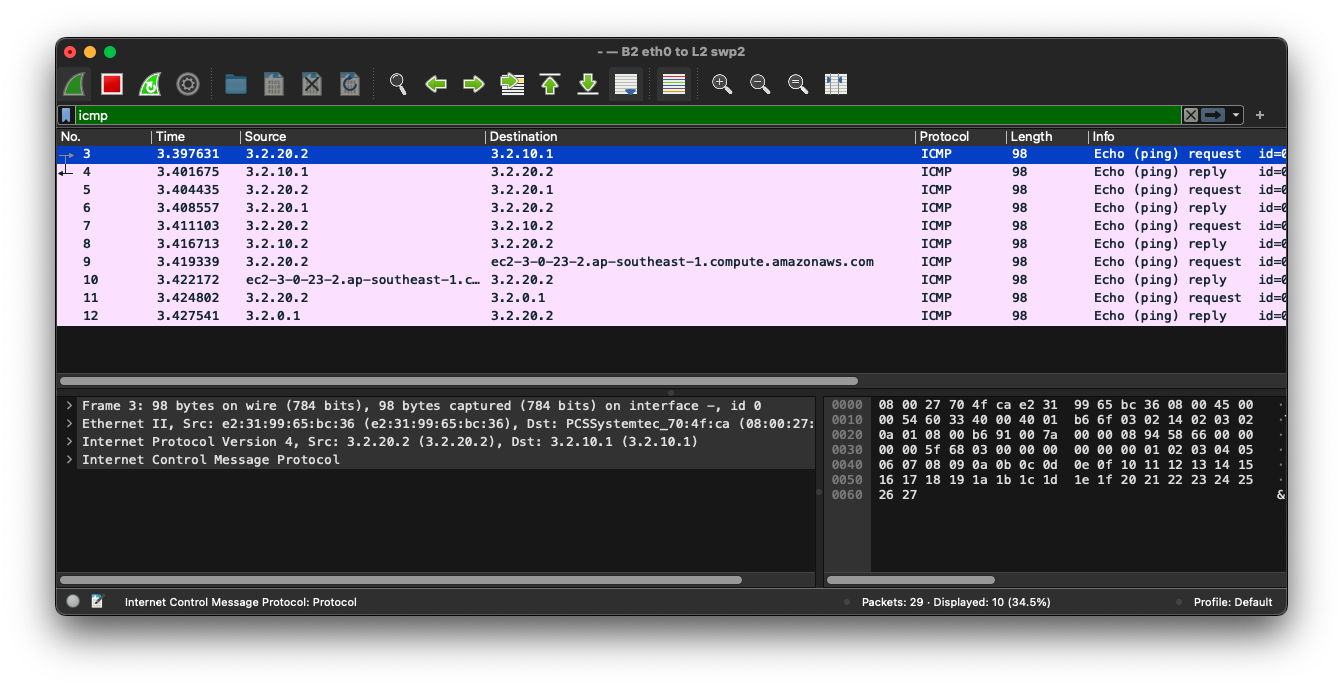 - — B2 eth0 to L2 swp2
icmp
No. Time Source Destination Protocol Length Info
3 3.397631 3.2.20.2 3.2.10.1 ICMP 98 Echo (ping) request id=0
4 3.401675 3.2.10.1 3.2.20.2 ICMP 98 Echo (ping) reply id=0
5 3.404435 3.2.20.2 3.2.20.1 ICMP 98 Echo (ping) request id=0
6 3.408557 3.2.20.1 3.2.20.2 ICMP 98 Echo (ping) reply id=0
7 3.411103 3.2.20.2 3.2.10.2 ICMP 98 Echo (ping) request id=0
8 3.416713 3.2.10.2 3.2.20.2 ICMP 98 Echo (ping) reply id=0
9 3.419339 3.2.20.2 ec2-3-0-23-2.ap-southeast-1.compute.amazonaws.com ICMP 98 Echo (ping) request id=0
10 3.422172 ec2-3-0-23-2.ap-southeast-1.c… 3.2.20.2 ICMP 98 Echo (ping) reply id=0
11 3.424802 3.2.20.2 3.2.0.1 ICMP 98 Echo (ping) request id=0
12 3.427541 3.2.0.1 3.2.20.2 ICMP 98 Echo (ping) reply id=0
Frame 3: 98 bytes on wire (784 bits), 98 bytes captured (784 bits) on interface -, id 0
Ethernet II, Src: e2:31:99:65:bc:36 (e2:31:99:65:bc:36), Dst: PCSSystemtec_70:4f:ca (08:00:27:
Internet Protocol Version 4, Src: 3.2.20.2 (3.2.20.2), Dst: 3.2.10.1 (3.2.10.1)
Internet Control Message Protocol
0000 08 00 27 70 4f ca e2 31 99 65 bc 36 08 00 45 00 ·
0010 00 54 60 33 40 00 40 01 b6 6f 03 02 14 02 03 02
0020 0a 01 08 00 b6 91 00 7a 00 00 08 94 58 66 00 00 ·
0030 00 00 5f 68 03 00 00 00 00 00 00 01 02 03 04 05 ·
0040 06 07 08 09 0a 0b 0c 0d 0e 0f 10 11 12 13 14 15 ·
0050 16 17 18 19 1a 1b 1c 1d 1e 1f 20 21 22 23 24 25 ·
0060 26 27 &
Internet Control Message Protocol: Protocol
Packets: 29 · Displayed: 10 (34.5%)
Profile: Default